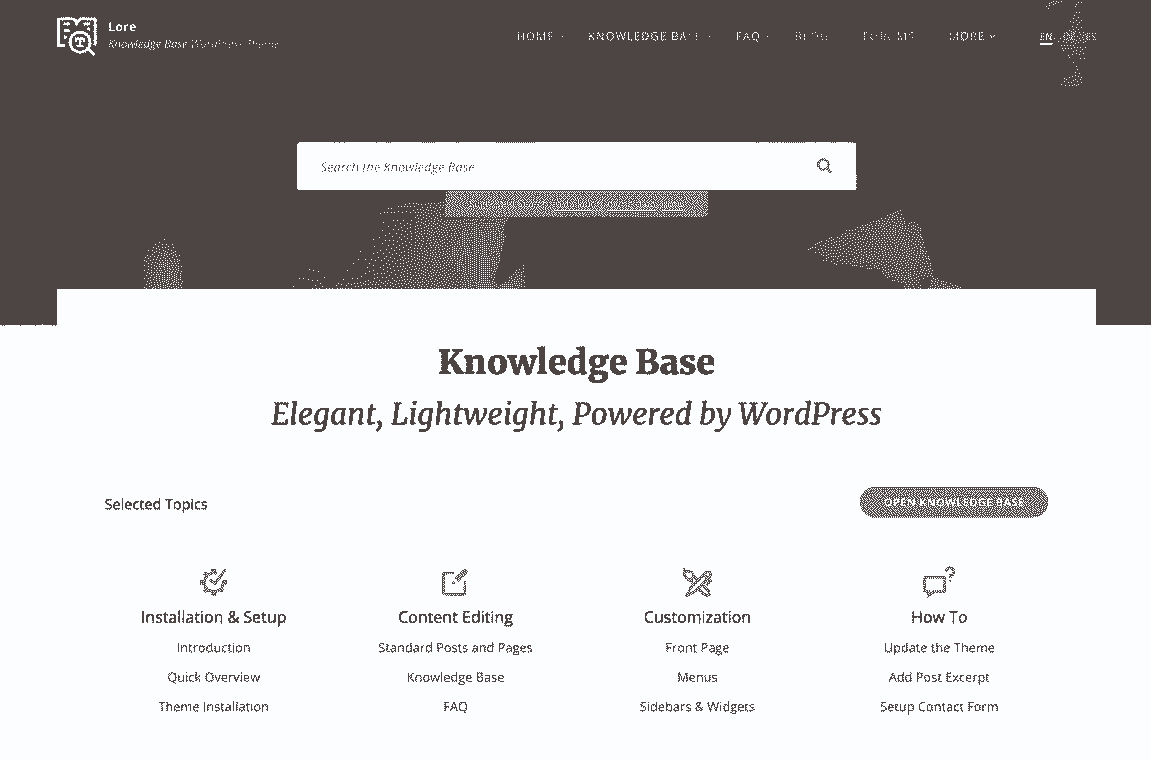 Lore
Knowledge Base WordPress Theme
HOME KNOWLEDGE BASE FAQ BLOG FORUMS MORE EN DE ES
Search the Knowledge Base
Knowledge Base
Elegant, Lightweight, Powered by WordPress
Selected Topics OPEN KNOWLEDGE BASE
Installation & Setup Content Editing Customization How To
Introduction Standard Posts and Pages Front Page Update the Theme
Quick Overview Knowledge Base Menus Add Post Excerpt
Theme Installation FAQ Sidebars & Widgets Setup Contact Form